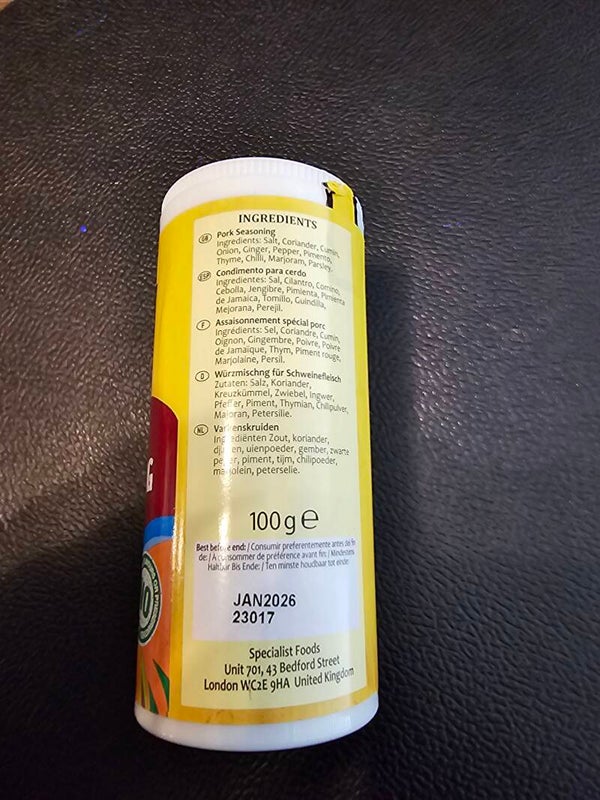 INGREDIENTS
GB Pork Seasoning
Ingredients: Salt, Coriander, Cumin,
Onion, Ginger, Pepper, Pimento,
Thyme, Chilli, Marjoram, Parsley.
ESP Condimento para cerdo
Ingredientes: Sal, Cilantro, Comino,
Cebolla, Jengibre, Pimienta, Pimienta
de Jamaica, Tomillo, Guindilla,
Mejorana, Perejil.
F Assaisonnement spécial porc
Ingrédients: Sel, Coriandre, Cumin,
Oignon, Gingembre, Poivre, Poivre
de Jamaïque, Thym, Piment rouge,
Marjolaine, Persil.
D Würzmischng für Schweinefleisch
Zutaten: Salz, Koriander,
Kreuzkümmel, Zwiebel, Ingwer,
Pfeffer, Piment, Thymian, Chilipulver,
Majoran, Petersilie.
NL Varkenskruiden
Ingrediënten Zout, koriander,
djinten, uienpoeder, gember, zwarte
peper, piment, tijm, chilipoeder,
marjolein, peterselie.
100g e
Best before end: / Consumir preferentemente antes del fin
de: / À consommer de préférence avant fin: / Mindestens
Haltbar Bis Ende: / Ten minste houdbaar tot einde:
JAN2026
23017
Specialist Foods
Unit 701, 43 Bedford Street
London WC2E 9HA United Kingdom
G